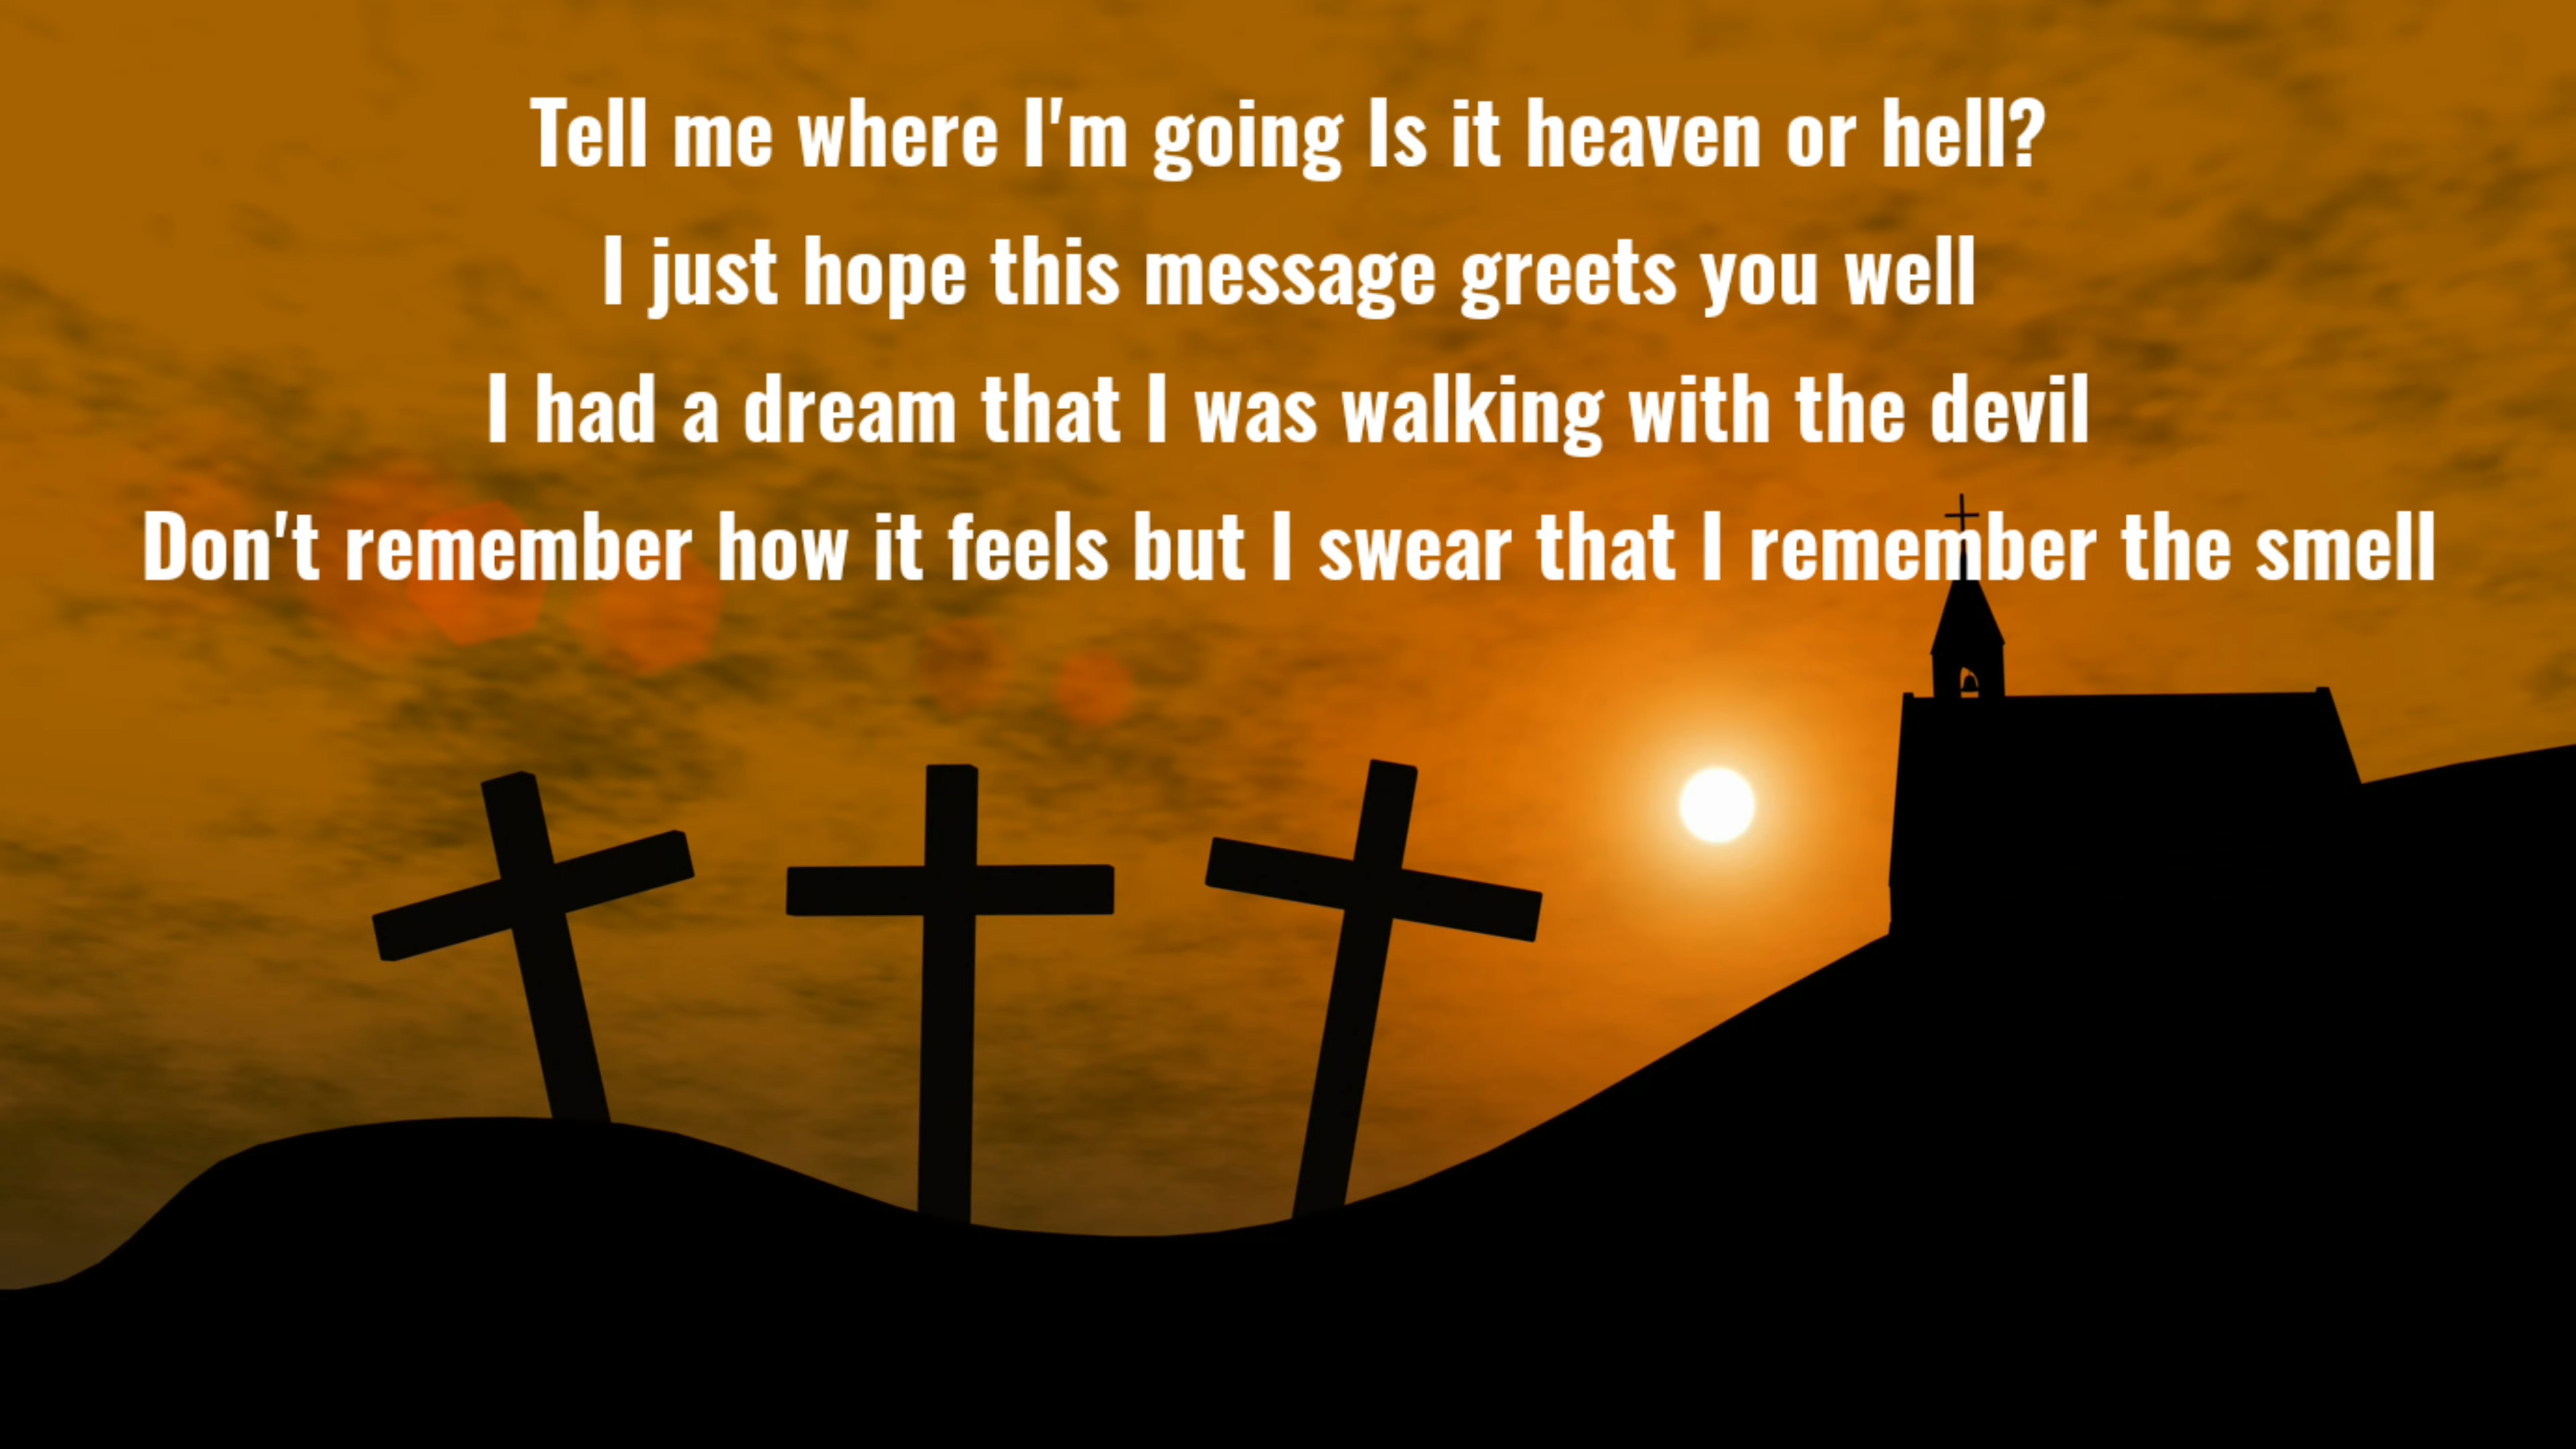 Tell me where I'm going Is it heaven or hell?
I just hope this message greets you well
I had a dream that I was walking with the devil
Don't remember how it feels but I swear that I remember the smell